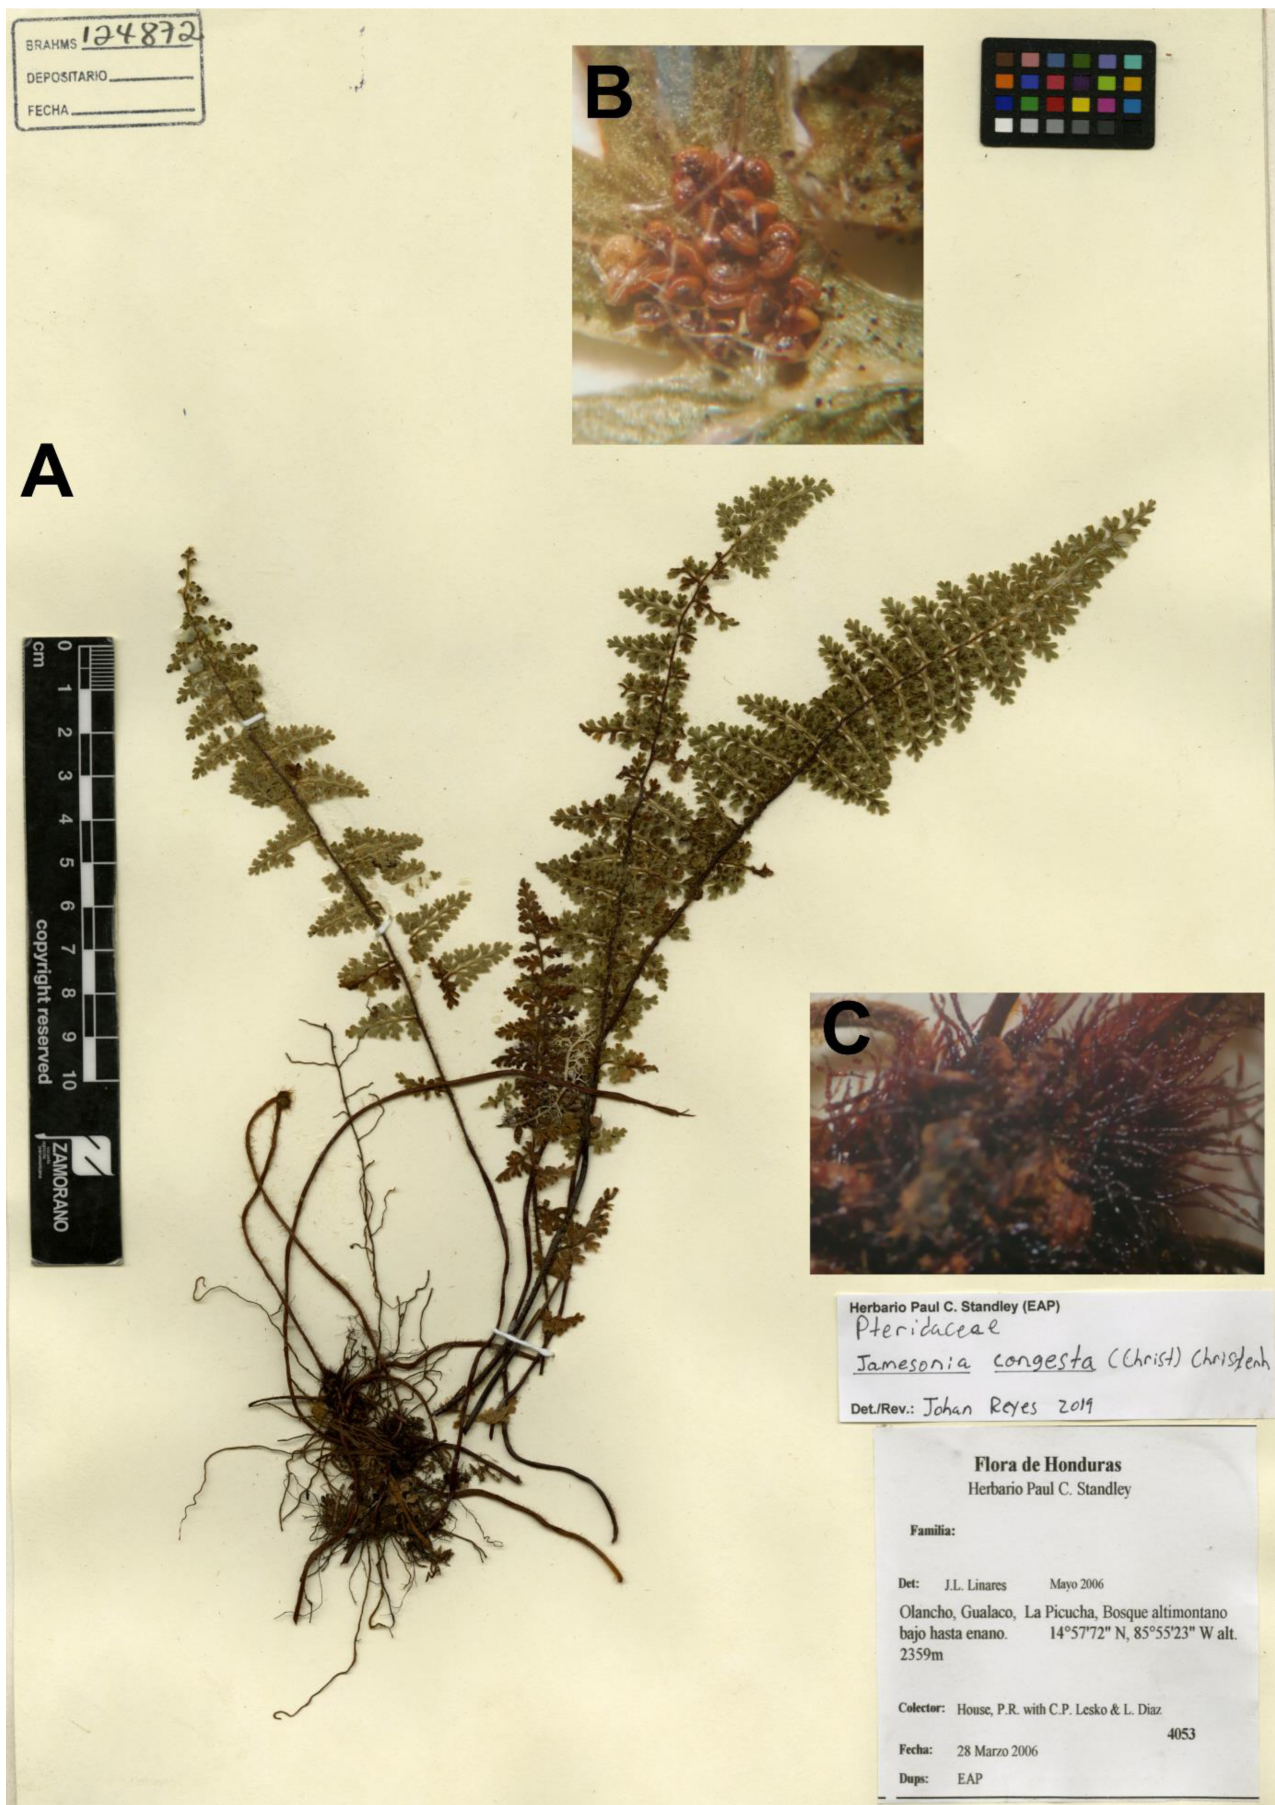 BRAHMS 124872
DEPOSITARIO
FECHA
B
A
cm
0
1
2
3
4
5
6
7
8
9
10
copyright reserved
ZAMORANO
C
Herbario Paul C. Standley (EAP)
Pteridaceae
Jamesonia congesta (Christ) Christenh
Det./Rev.: Johan Reyes 2019
Flora de Honduras
Herbario Paul C. Standley
Familia:
Det: J.L. Linares Mayo 2006
Olancho, Gualaco, La Picucha, Bosque altimontano
bajo hasta enano. 14°57'72" N, 85°55'23" W alt.
2359m
Colector: House, P.R. with C.P. Lesko & L. Diaz
4053
Fecha: 28 Marzo 2006
Dups: EAP